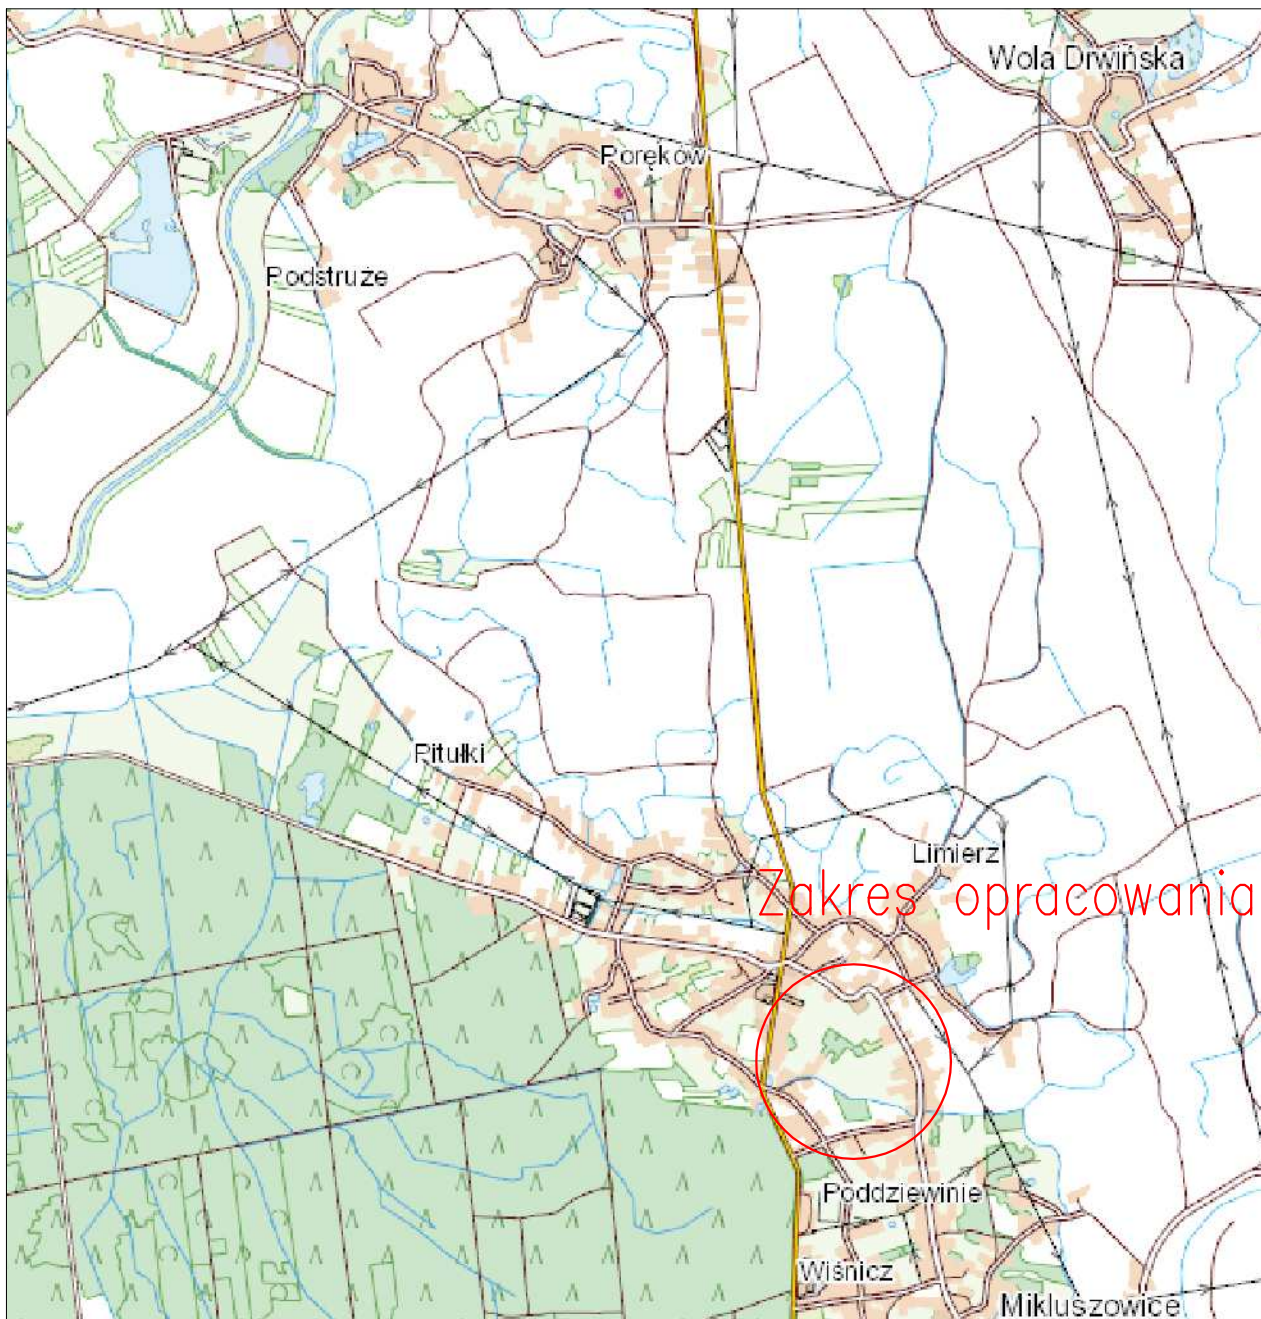 Wola Drwińska
Poręków
Podstruże
Pitułki
Limierz
Zakres opracowania
Poddziewinie
Wiśnicz
Mikluszowice